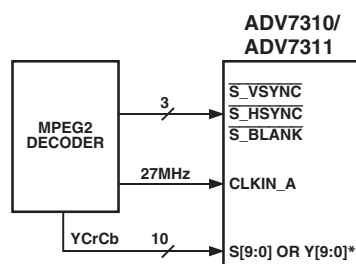 ADV7310/
ADV7311
MPEG2
DECODER
3
S_VSYNC
S_HSYNC
S_BLANK
27MHz
CLKIN_A
YCrCb
10
S[9:0] OR Y[9:0]*